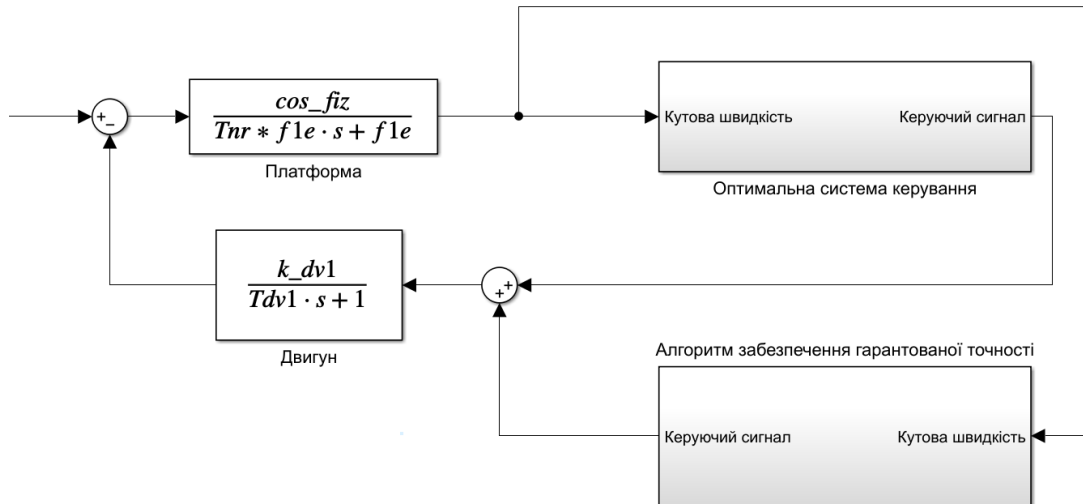 cos_fiz
Tnr * f1e · s + f1e
Платформа
Кутова швидкість
Керуючий сигнал
Оптимальна система керування
k_dv1
Tdv1 · s + 1
Двигун
Алгоритм забезпечення гарантованої точності
Керуючий сигнал
Кутова швидкість